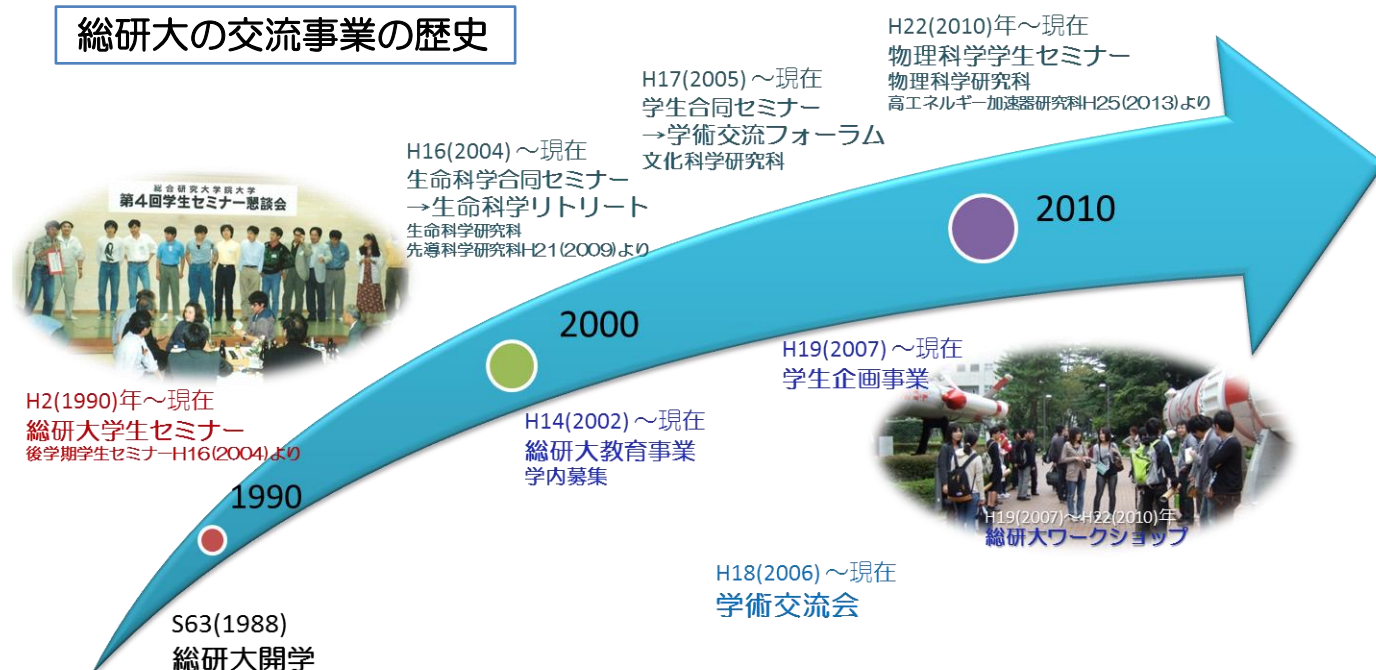 総研大の交流事業の歴史
H22(2010)年～現在
物理科学学生セミナー
物理科学研究科
高エネルギー加速器研究科H25(2013)より
H17(2005)～現在
学生合同セミナー
→学術交流フォーラム
文化科学研究科
H16(2004)～現在
生命科学合同セミナー
→生命科学リトリート
生命科学研究科
先導科学研究科H21(2009)より
総合研究大学院大学
第4回学生セミナー懇談会
2010
2000
H19(2007)～現在
学生企画事業
H2(1990)年～現在
総研大学生セミナー
後学期学生セミナーH16(2004)より
H14(2002)～現在
総研大教育事業
学内募集
1990
H19(2007)～H22(2010)年
総研大ワークショップ
H18(2006)～現在
学術交流会
S63(1988)
総研大開学